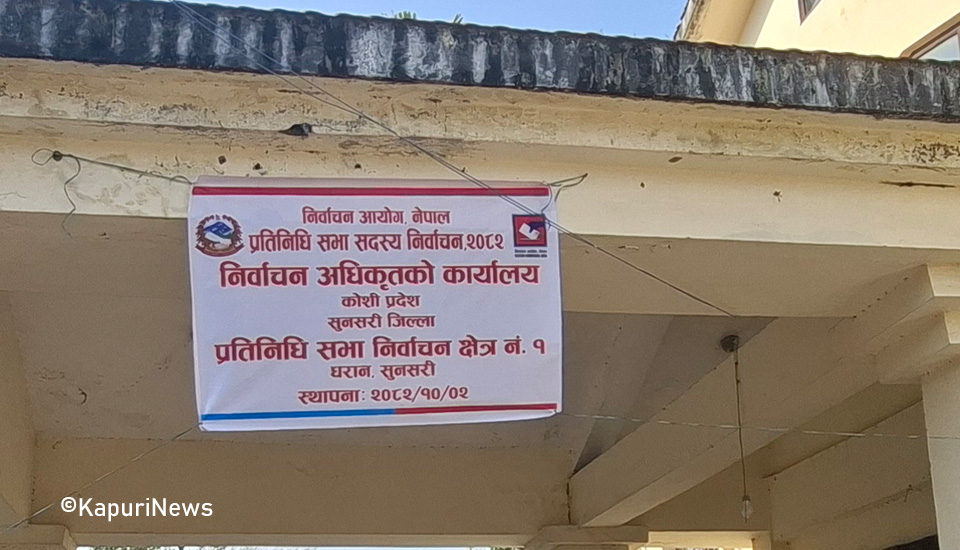 निर्वाचन आयोग, नेपाल
प्रतिनिधि सभा सदस्य निर्वाचन,२०८२
निर्वाचन अधिकृतको कार्यालय
कोशी प्रदेश
सुनसरी जिल्ला
प्रतिनिधि सभा निर्वाचन क्षेत्र नं. १
धरान, सुनसरी
स्थापनाः २०८२/१०/०२
©KapuriNews